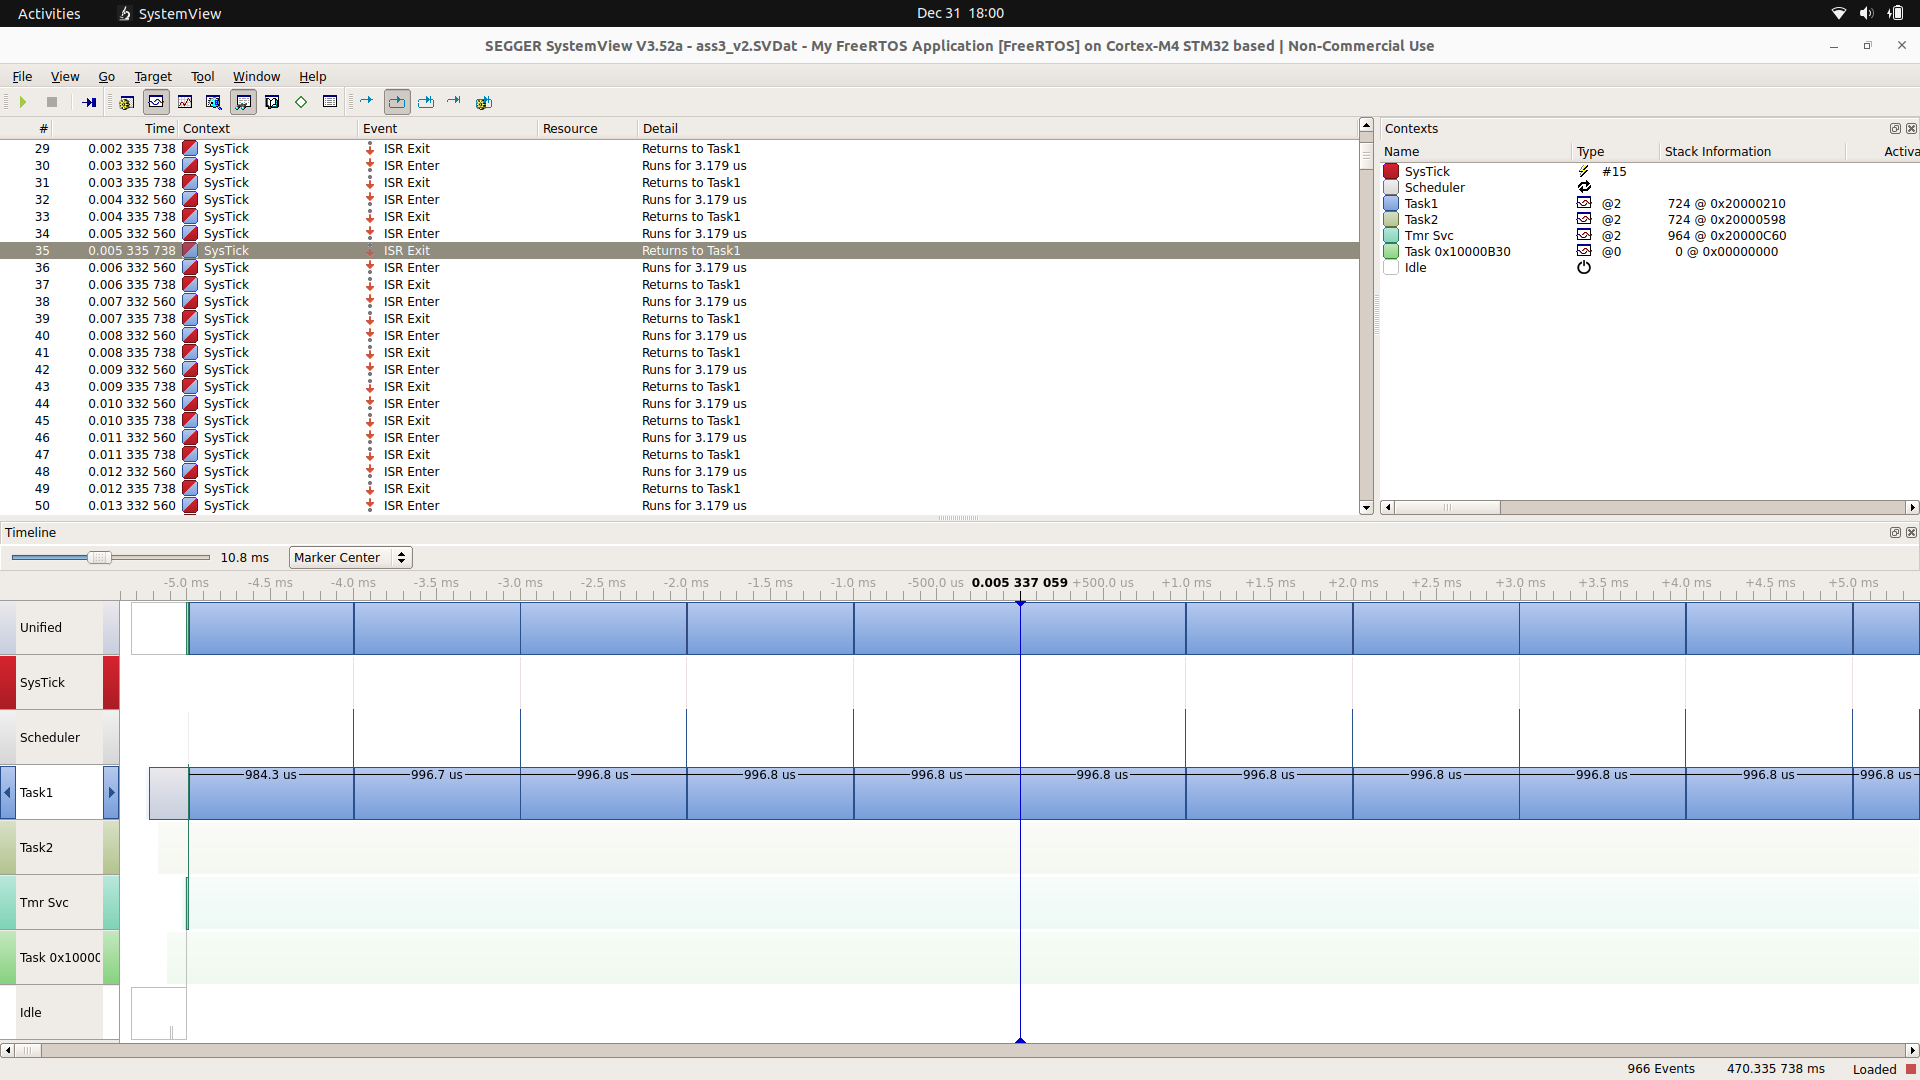 Activities SystemView Dec 31 18:00
SEGGER SystemView V3.52a - ass3_v2.SVDat - My FreeRTOS Application [FreeRTOS] on Cortex-M4 STM32 based | Non-Commercial Use
File View Go Target Tool Window Help
# Time Context Event Resource Detail
29 0.002 335 738 SysTick ISR Exit Returns to Task1
30 0.003 332 560 SysTick ISR Enter Runs for 3.179 us
31 0.003 335 738 SysTick ISR Exit Returns to Task1
32 0.004 332 560 SysTick ISR Enter Runs for 3.179 us
33 0.004 335 738 SysTick ISR Exit Returns to Task1
34 0.005 332 560 SysTick ISR Enter Runs for 3.179 us
35 0.005 335 738 SysTick ISR Exit Returns to Task1
36 0.006 332 560 SysTick ISR Enter Runs for 3.179 us
37 0.006 335 738 SysTick ISR Exit Returns to Task1
38 0.007 332 560 SysTick ISR Enter Runs for 3.179 us
39 0.007 335 738 SysTick ISR Exit Returns to Task1
40 0.008 332 560 SysTick ISR Enter Runs for 3.179 us
41 0.008 335 738 SysTick ISR Exit Returns to Task1
42 0.009 332 560 SysTick ISR Enter Runs for 3.179 us
43 0.009 335 738 SysTick ISR Exit Returns to Task1
44 0.010 332 560 SysTick ISR Enter Runs for 3.179 us
45 0.010 335 738 SysTick ISR Exit Returns to Task1
46 0.011 332 560 SysTick ISR Enter Runs for 3.179 us
47 0.011 335 738 SysTick ISR Exit Returns to Task1
48 0.012 332 560 SysTick ISR Enter Runs for 3.179 us
49 0.012 335 738 SysTick ISR Exit Returns to Task1
50 0.013 332 560 SysTick ISR Enter Runs for 3.179 us
Contexts
Name Type Stack Information Activa
SysTick #15
Scheduler
Task1 @2 724 @ 0x20000210
Task2 @2 724 @ 0x20000598
Tmr Svc @2 964 @ 0x20000C60
Task 0x10000B30 @0 0 @ 0x00000000
Idle
Timeline
10.8 ms Marker Center
-5.0 ms -4.5 ms -4.0 ms -3.5 ms -3.0 ms -2.5 ms -2.0 ms -1.5 ms -1.0 ms -500.0 us 0.005 337 059 +500.0 us +1.0 ms +1.5 ms +2.0 ms +2.5 ms +3.0 ms +3.5 ms +4.0 ms +4.5 ms +5.0 ms
Unified
SysTick
Scheduler
Task1 984.3 us 996.7 us 996.8 us 996.8 us 996.8 us 996.8 us 996.8 us 996.8 us 996.8 us 996.8 us 996.8 us
Task2
Tmr Svc
Task 0x1000
Idle
966 Events 470.335 738 ms Loaded